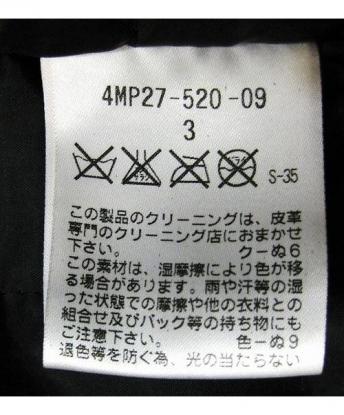 4MP27-520-09
3
エンソ ドライ S-35
この製品のクリーニングは、皮革
専門のクリーニング店におまかせ
下さい。 クーぬ6
この素材は、湿摩擦により色が移
る場合があります。雨や汗等の湿
った状態での摩擦や他の衣料との
組合せ及びバック等の持ち物にも
ご注意下さい。 色ーぬ9
退色等を防ぐ為、光の当たらない